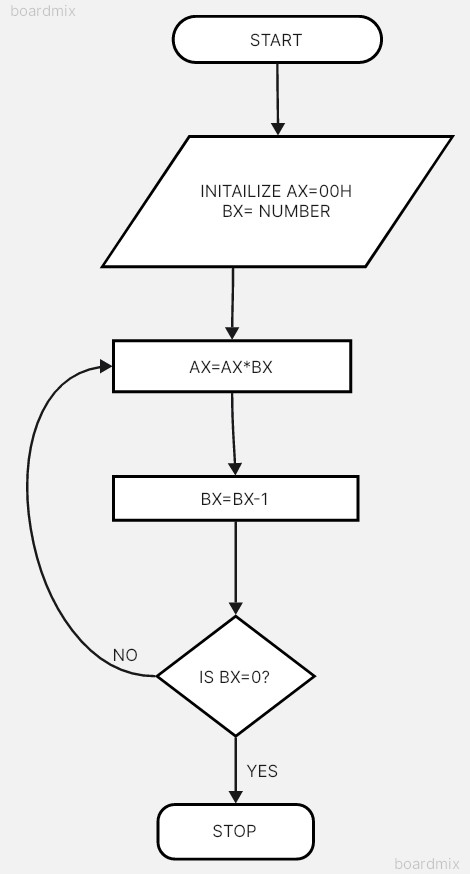 boardmix
START
INITAILIZE AX=00H
BX= NUMBER
AX=AX*BX
BX=BX-1
NO
IS BX=0?
YES
STOP
boardmix